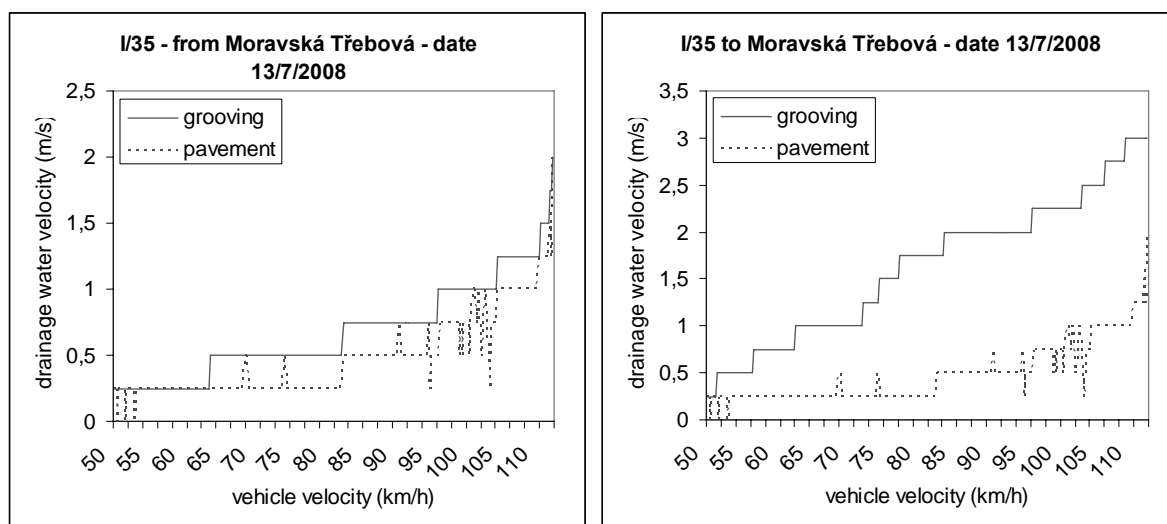 I/35 - from Moravská Třebová - date
13/7/2008
2,5
2
1,5
1
0,5
0
drainage water velocity (m/s)
grooving
pavement
50 55 60 65 70 75 80 85 90 95 100 105 110
vehicle velocity (km/h)
I/35 to Moravská Třebová - date 13/7/2008
3,5
3
2,5
2
1,5
1
0,5
0
drainage water velocity (m/s)
grooving
pavement
50 55 60 65 70 75 80 85 90 95 100 105 110
vehicle velocity (km/h)